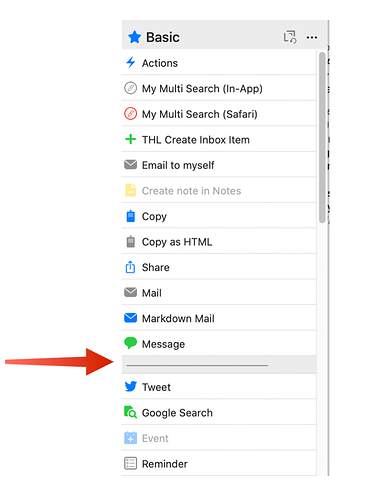 Basic
Actions
My Multi Search (In-App)
My Multi Search (Safari)
THL Create Inbox Item
Email to myself
Create note in Notes
Copy
Copy as HTML
Share
Mail
Markdown Mail
Message
Tweet
Google Search
Event
Reminder